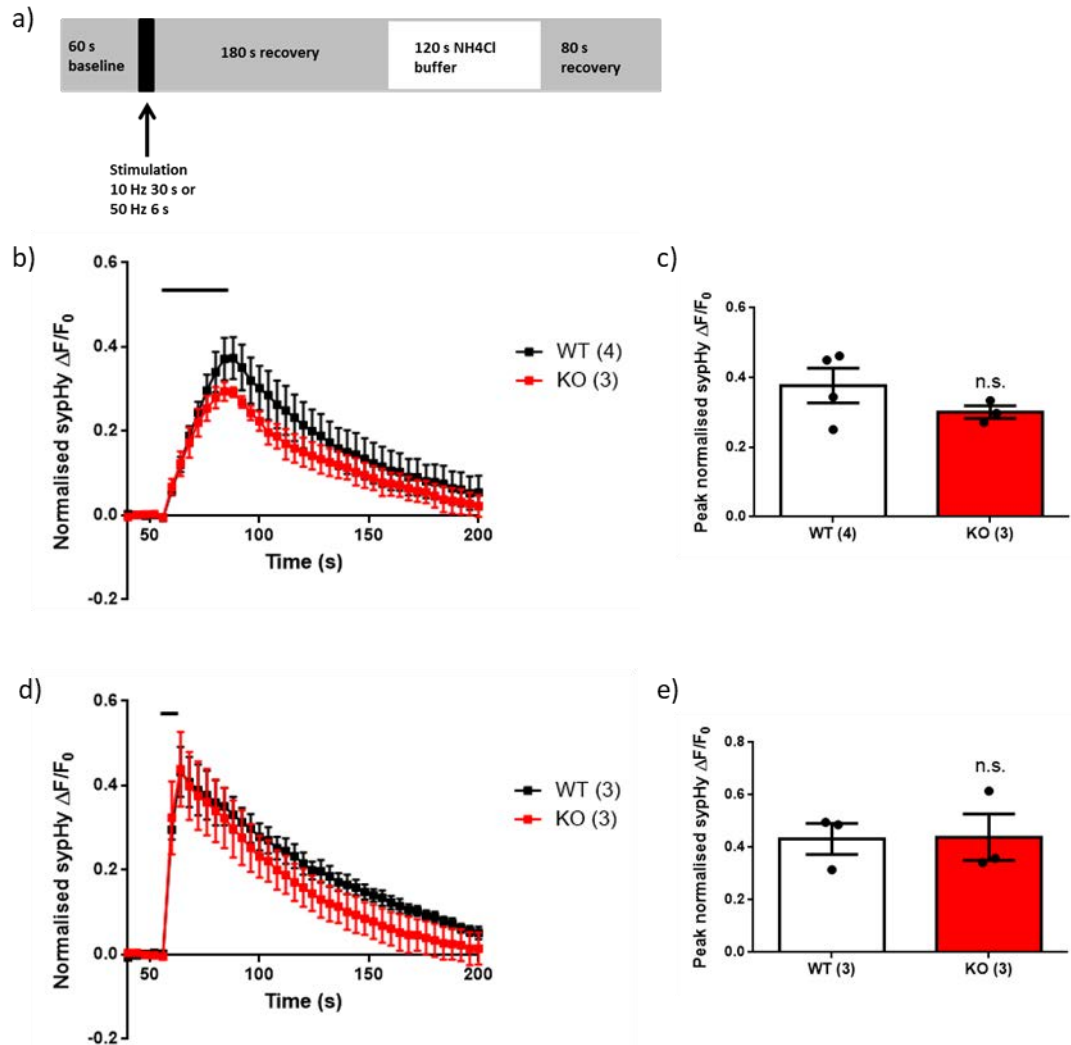 a)
60 s
baseline
180 s recovery
120 s NH4Cl
buffer
80 s
recovery
Stimulation
10 Hz 30 s or
50 Hz 6 s
b)
Normalised sypHy ΔF/F0
0.6
0.4
0.2
0.0
-0.2
50
100
150
200
Time (s)
WT (4)
KO (3)
c)
Peak normalised sypHy ΔF/F0
0.6
0.4
0.2
0.0
n.s.
WT (4)
KO (3)
d)
Normalised sypHy ΔF/F0
0.6
0.4
0.2
0.0
-0.2
50
100
150
200
Time (s)
WT (3)
KO (3)
e)
Peak normalised sypHy ΔF/F0
0.8
0.6
0.4
0.2
0.0
n.s.
WT (3)
KO (3)